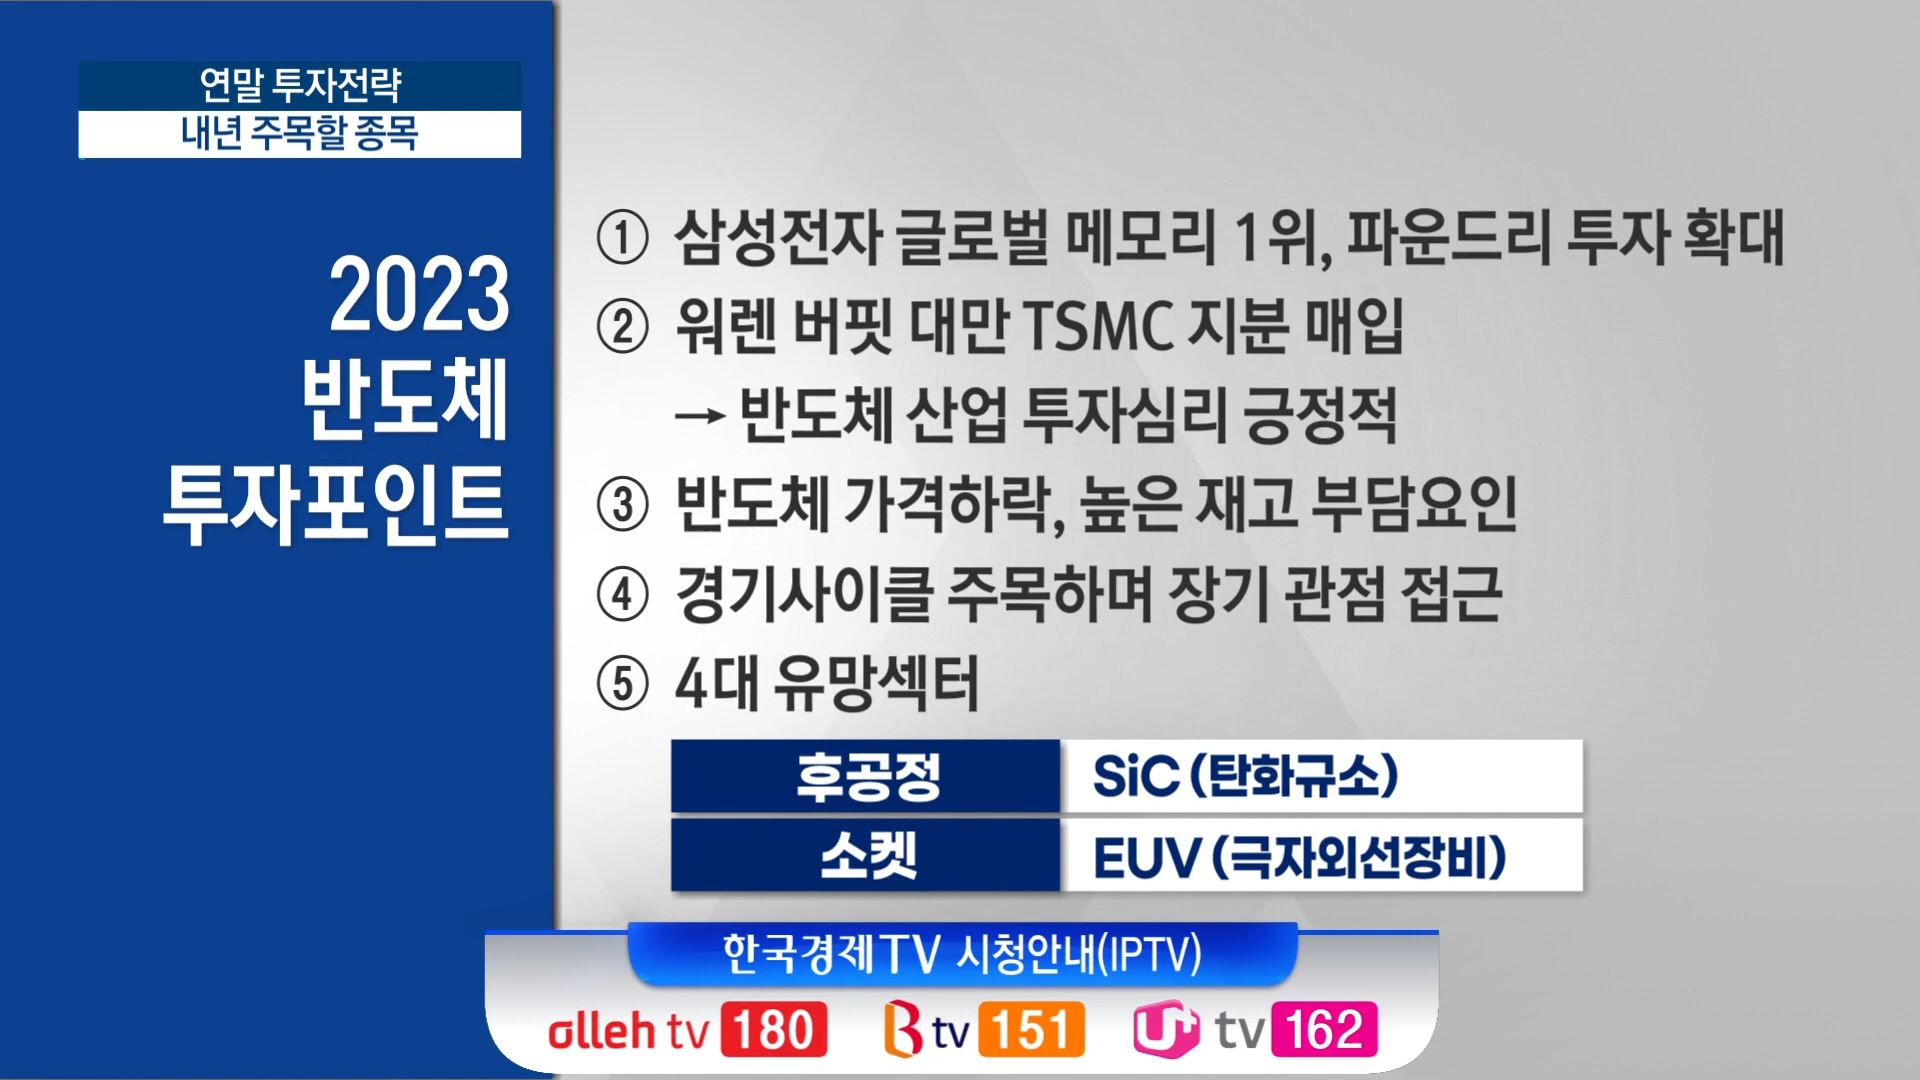 연말 투자전략
내년 주목할 종목
2023
반도체
투자포인트
① 삼성전자 글로벌 메모리 1위, 파운드리 투자 확대
② 워렌 버핏 대만 TSMC 지분 매입
→ 반도체 산업 투자심리 긍정적
③ 반도체 가격하락, 높은 재고 부담요인
④ 경기사이클 주목하며 장기 관점 접근
⑤ 4대 유망섹터
후공정 SiC (탄화규소)
소켓 EUV (극자외선장비)
한국경제TV 시청안내(IPTV)
olleh tv 180 B tv 151 U+ tv 162